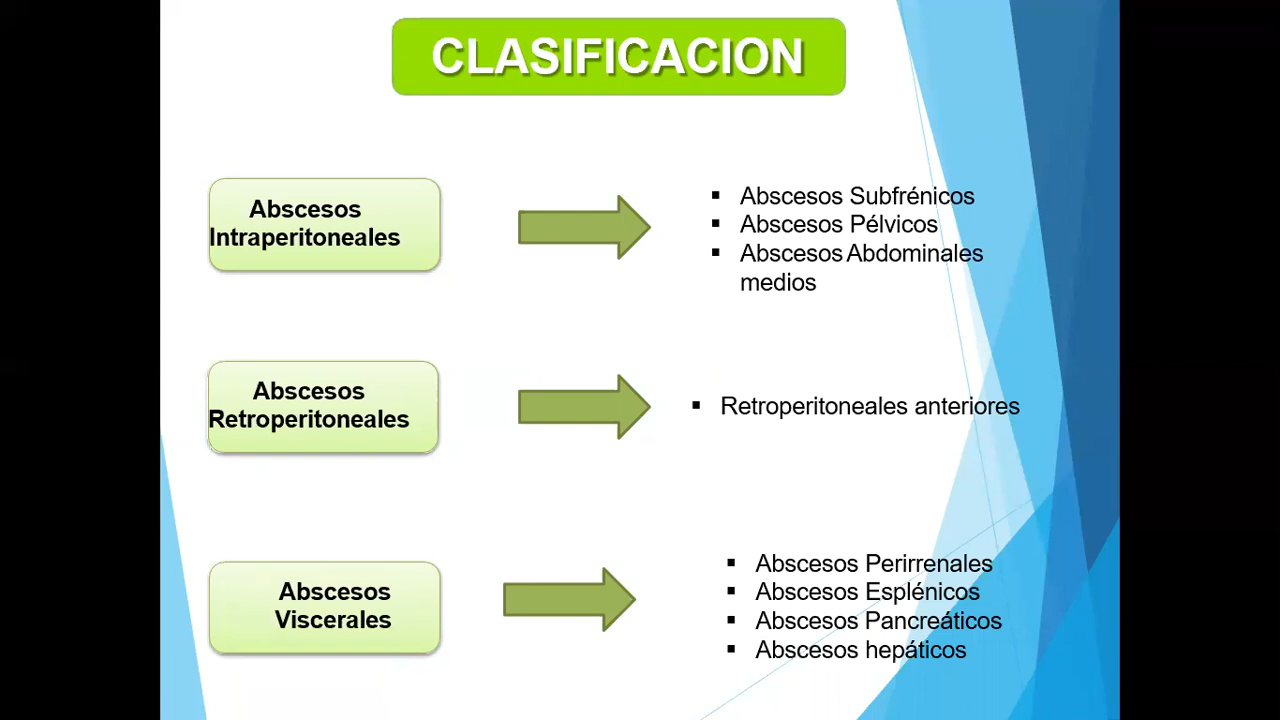 CLASIFICACION
Abscesos
Intraperitoneales
▪ Abscesos Subfrénicos
▪ Abscesos Pélvicos
▪ Abscesos Abdominales
medios
Abscesos
Retroperitoneales
▪ Retroperitoneales anteriores
Abscesos
Viscerales
▪ Abscesos Perirrenales
▪ Abscesos Esplénicos
▪ Abscesos Pancreáticos
▪ Abscesos hepáticos